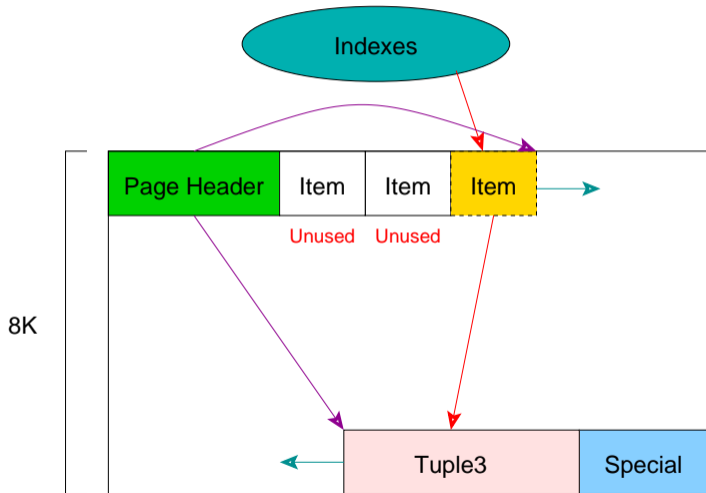 Indexes
Page Header Item Item Item
Unused Unused
8K
Tuple3 Special